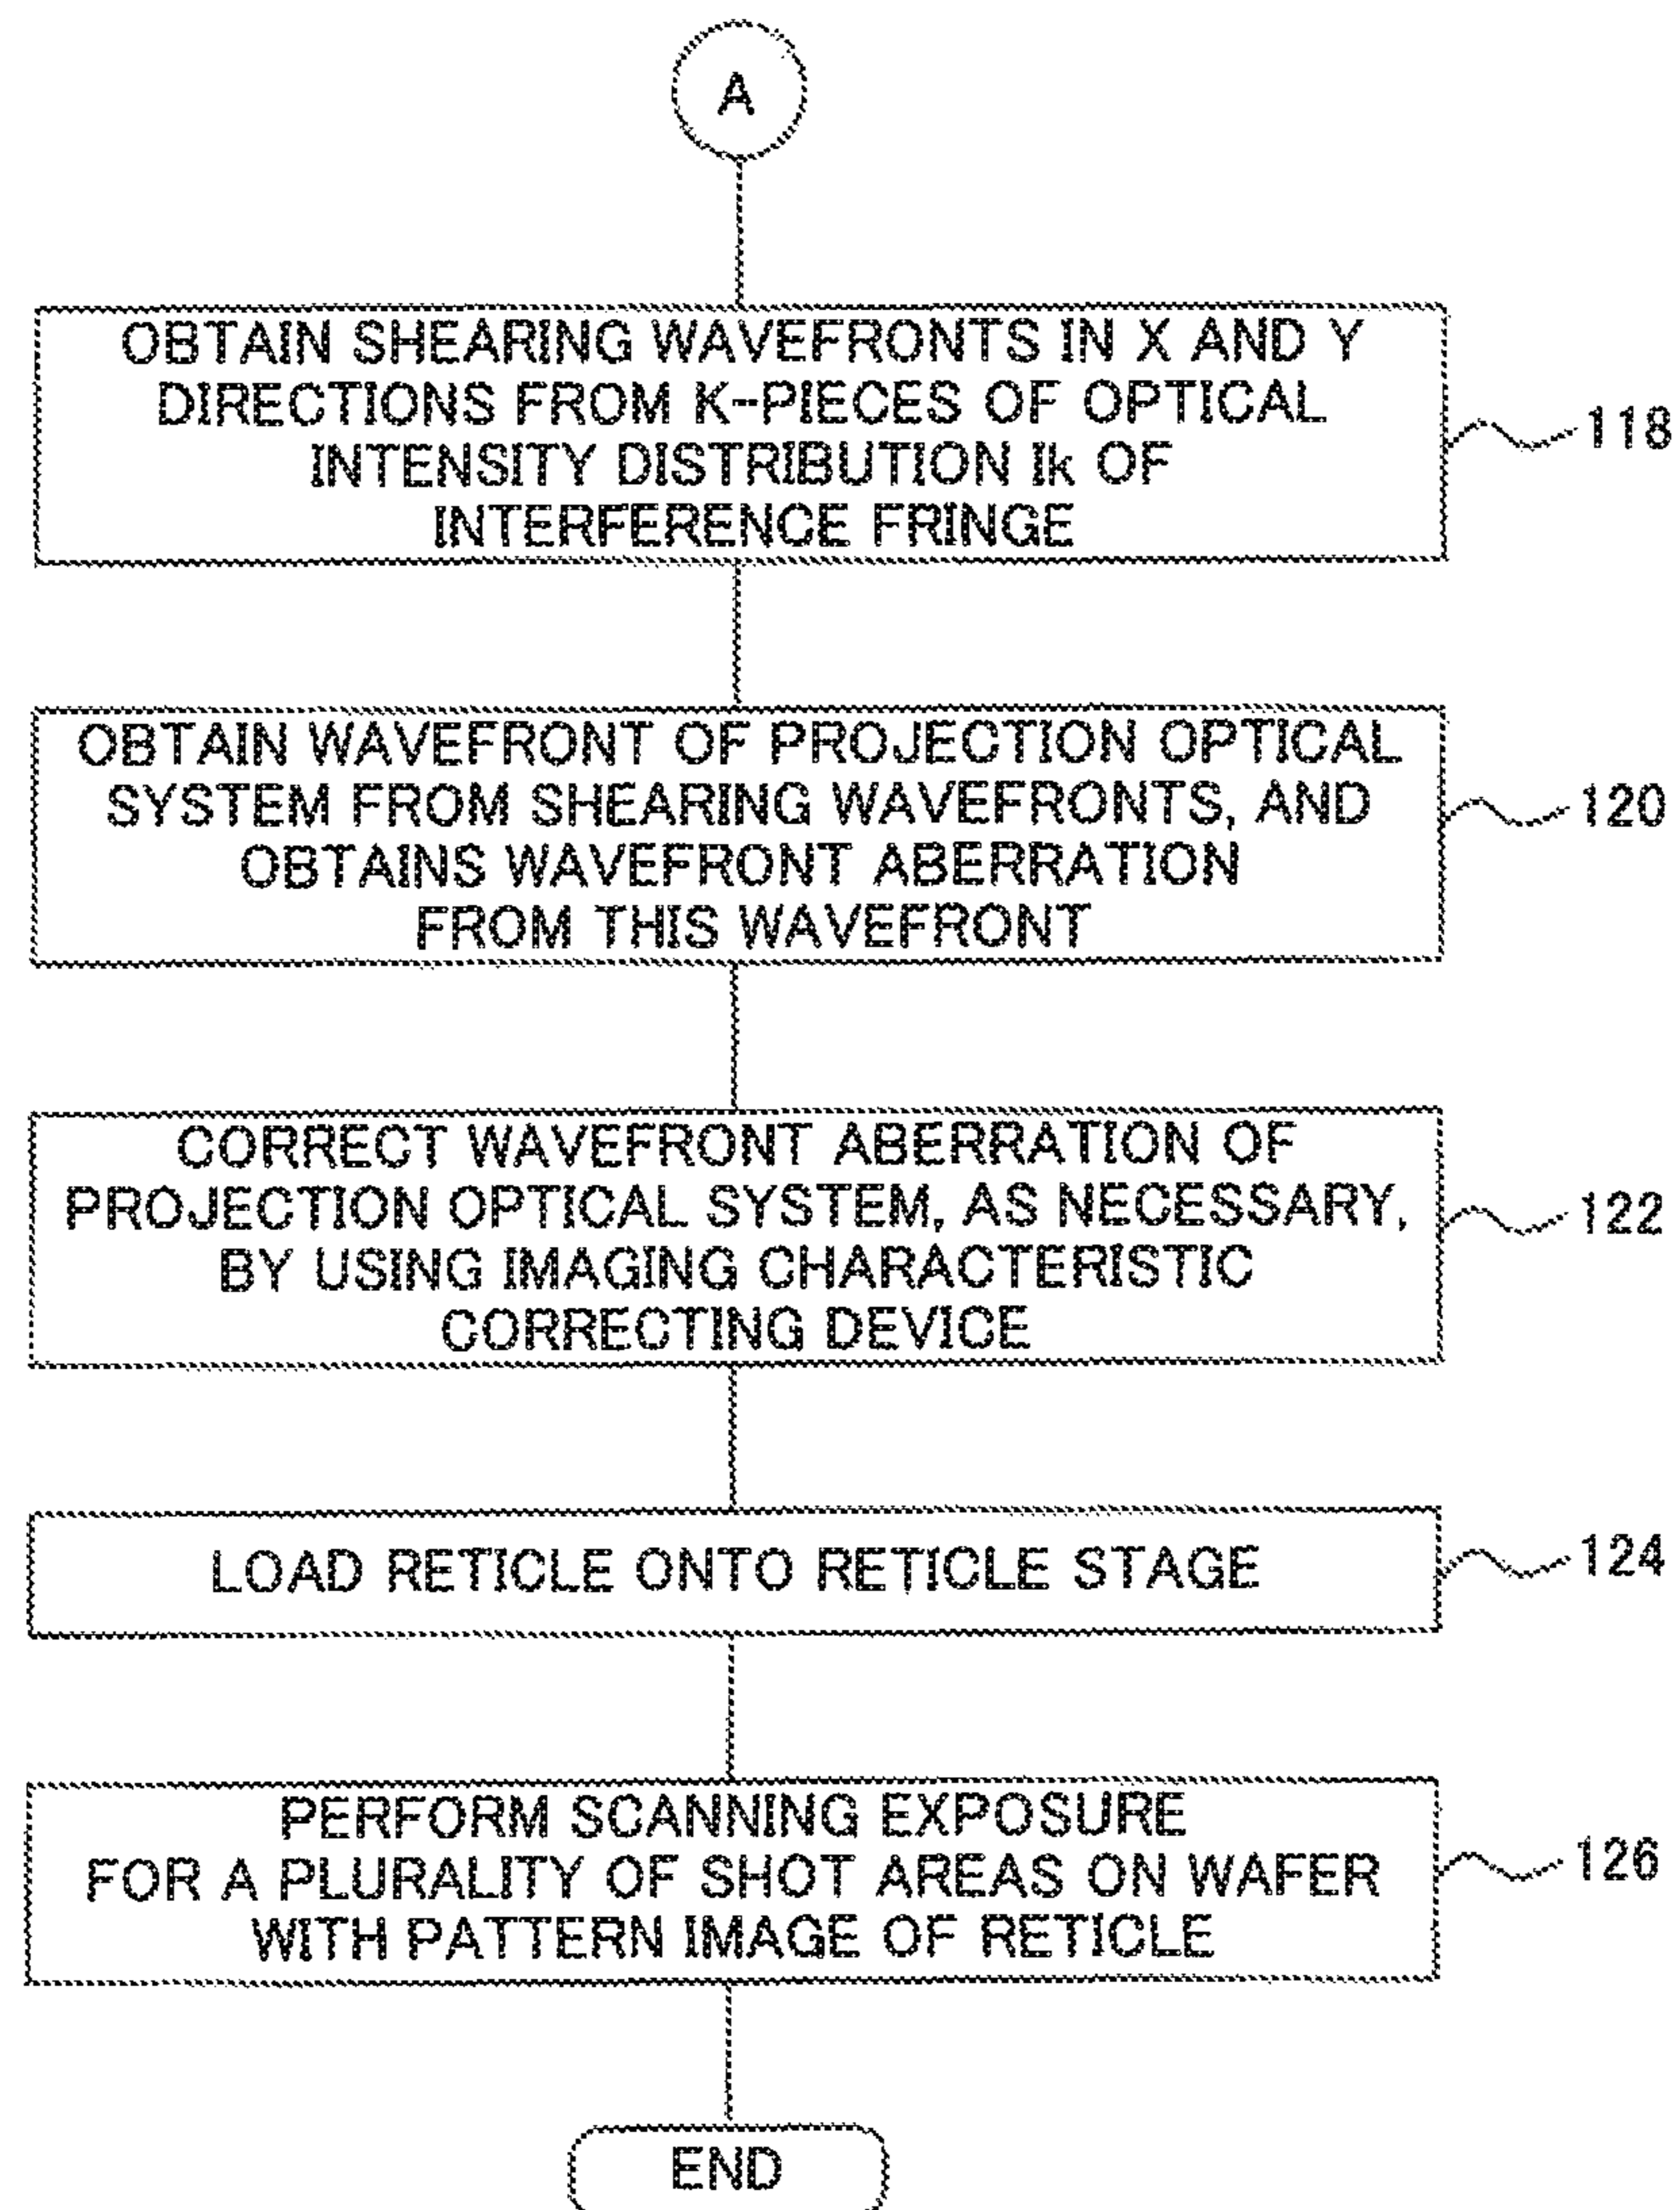 A
OBTAIN SHEARING WAVEFRONTS IN X AND Y
DIRECTIONS FROM K-PIECES OF OPTICAL
INTENSITY DISTRIBUTION Ik OF
INTERFERENCE FRINGE
118
OBTAIN WAVEFRONT OF PROJECTION OPTICAL
SYSTEM FROM SHEARING WAVEFRONTS, AND
OBTAINS WAVEFRONT ABERRATION
FROM THIS WAVEFRONT
120
CORRECT WAVEFRONT ABERRATION OF
PROJECTION OPTICAL SYSTEM, AS NECESSARY,
BY USING IMAGING CHARACTERISTIC
CORRECTING DEVICE
122
LOAD RETICLE ONTO RETICLE STAGE
124
PERFORM SCANNING EXPOSURE
FOR A PLURALITY OF SHOT AREAS ON WAFER
WITH PATTERN IMAGE OF RETICLE
126
END